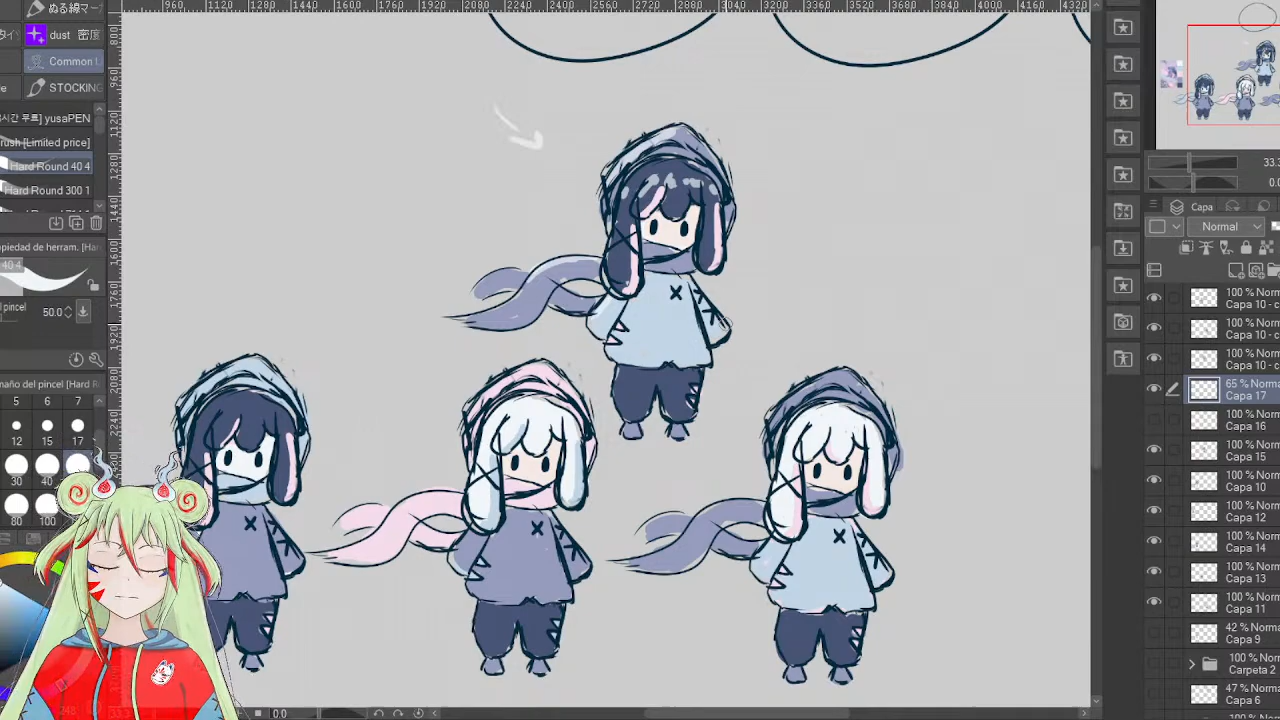 960 1120 1280 1440 1600 1760 1920 2080 2240 2400 2560 2720 2880 3040 3200 3360 3520 3680 3840 4000 4160 4320
ぬる線マー
dust 密度
Common
STOCKING
yusaPEN
rush [Limited price]
Hard Round 40 4
Hard Round 300 1
opiedad de herram. [Ha
40 4
pincel 50.0
maño del pincel [Hard R
5 6 7
12 15 17
30 40
80 100
33.3
0.0
Capa
Normal
100 % Norm
Capa 10 - c
100 % Norm
Capa 10 - c
100 % Norm
Capa 10 - c
65 % Norma
Capa 17
100 % Norm
Capa 16
100 % Norm
Capa 15
100 % Norm
Capa 10
100 % Norm
Capa 12
100 % Norm
Capa 14
100 % Norm
Capa 13
100 % Norm
Capa 11
42 % Norma
Capa 9
100 % Norm
Carpeta 2
47 % Norma
Capa 6
0.0